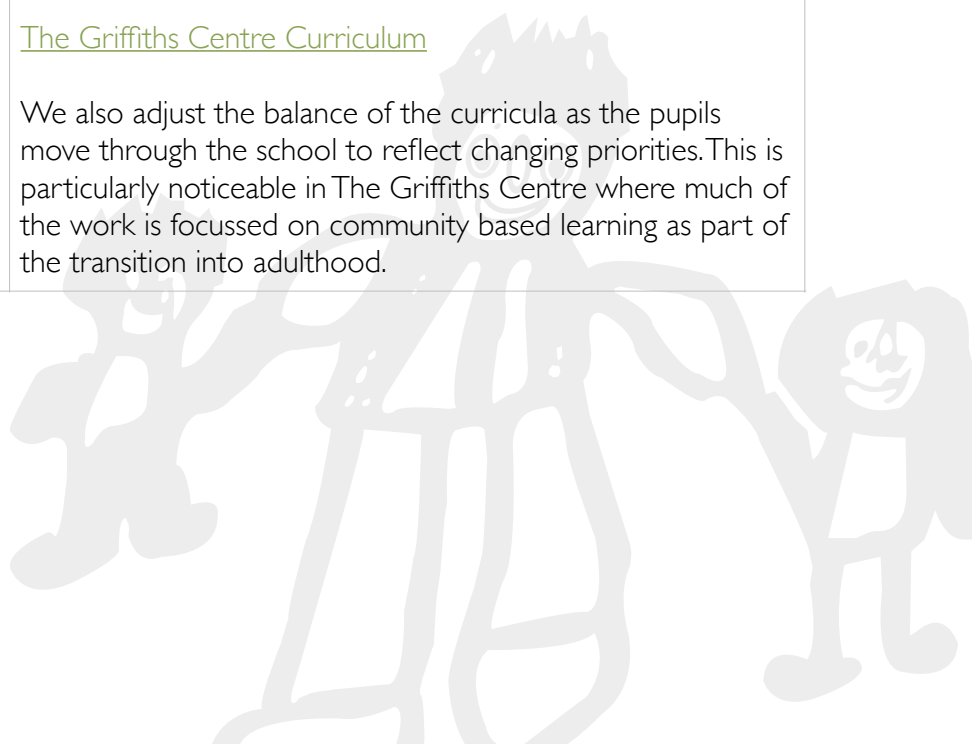 The Griffiths Centre Curriculum
We also adjust the balance of the curricula as the pupils
move through the school to reflect changing priorities. This is
particularly noticeable in The Griffiths Centre where much of
the work is focussed on community based learning as part of
the transition into adulthood.